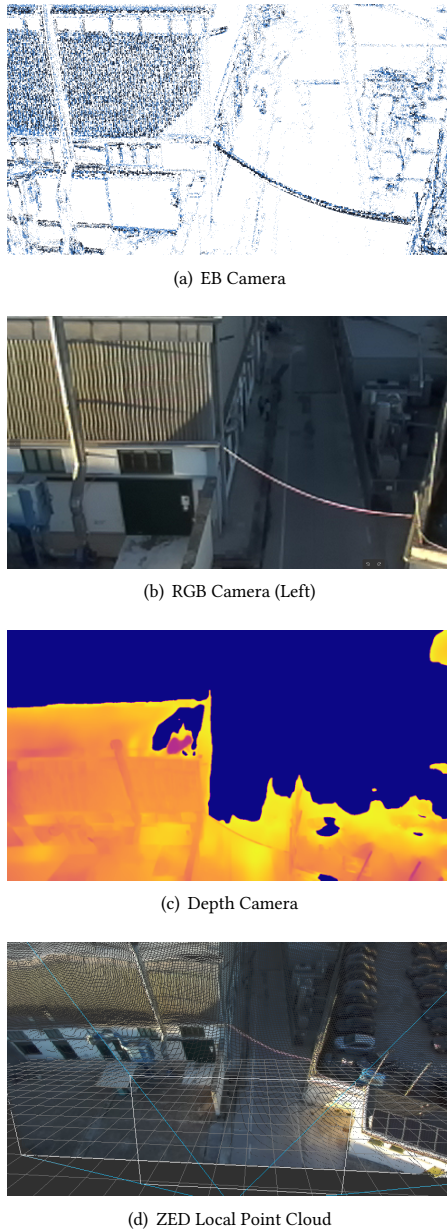 (a) EB Camera
(b) RGB Camera (Left)
(c) Depth Camera
(d) ZED Local Point Cloud